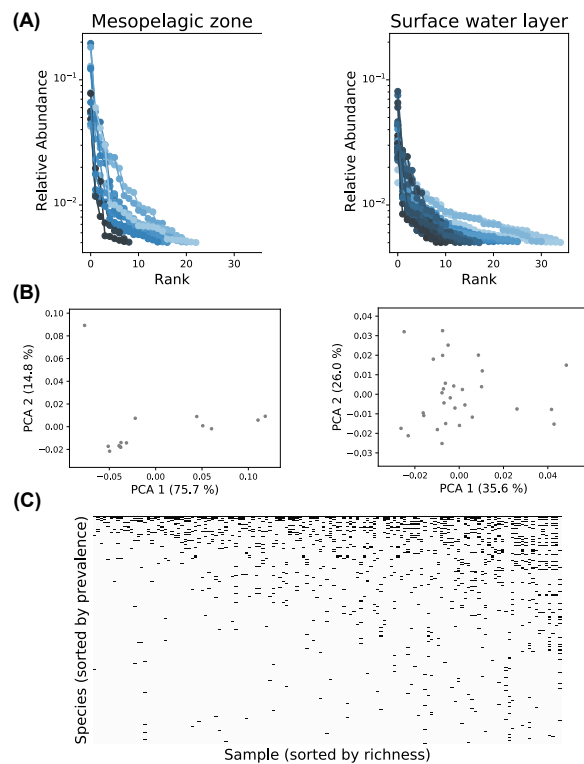 (A)
Mesopelagic zone
Surface water layer
10⁻¹
10⁻²
Relative Abundance
0 10 20 30
Rank
10⁻¹
10⁻²
Relative Abundance
0 10 20 30
Rank
(B)
0.10
0.08
0.06
0.04
0.02
0.00
−0.02
PCA 2 (14.8 %)
−0.05 0.00 0.05 0.10
PCA 1 (75.7 %)
0.04
0.03
0.02
0.01
0.00
−0.01
−0.02
−0.03
PCA 2 (26.0 %)
−0.02 0.00 0.02 0.04
PCA 1 (35.6 %)
(C)
Species (sorted by prevalence)
Sample (sorted by richness)